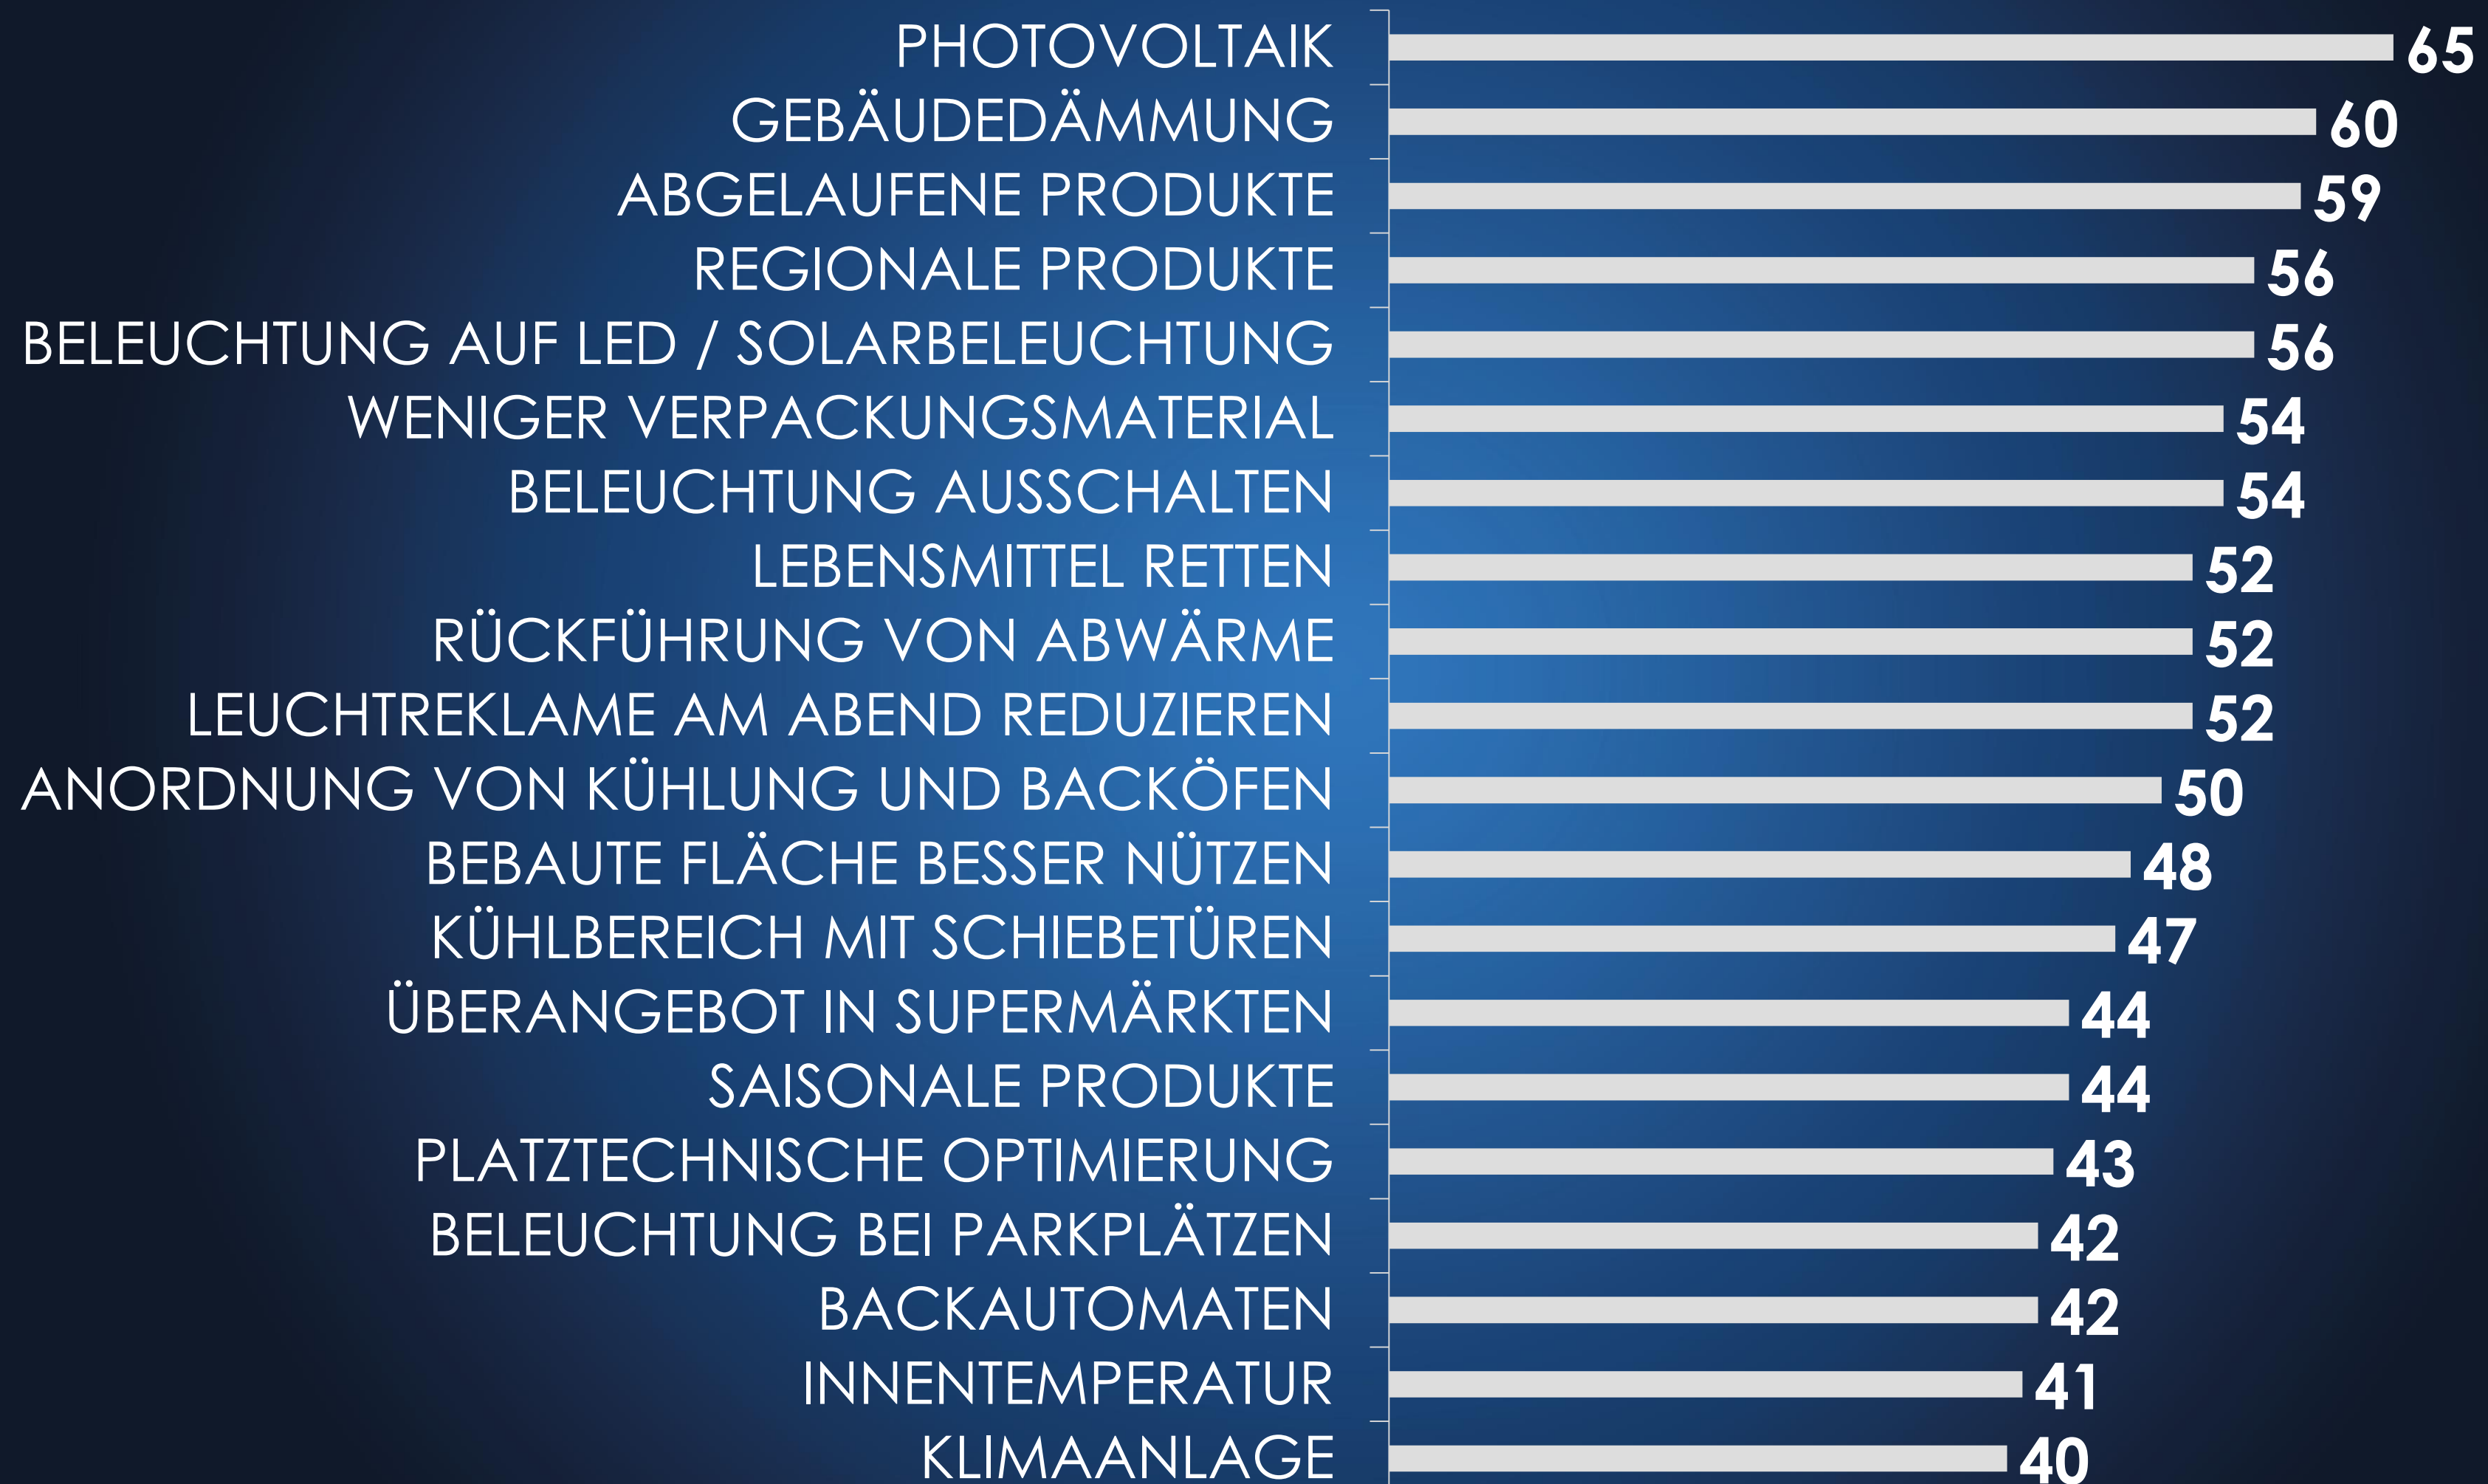 PHOTOVOLTAIK 65
GEBÄUDEDÄMMUNG 60
ABGELAUFENE PRODUKTE 59
REGIONALE PRODUKTE 56
BELEUCHTUNG AUF LED / SOLARBELEUCHTUNG 56
WENIGER VERPACKUNGSMATERIAL 54
BELEUCHTUNG AUSSCHALTEN 54
LEBENSMITTEL RETTEN 52
RÜCKFÜHRUNG VON ABWÄRME 52
LEUCHTREKLAME AM ABEND REDUZIEREN 52
ANORDNUNG VON KÜHLUNG UND BACKÖFEN 50
BEBAUTE FLÄCHE BESSER NÜTZEN 48
KÜHLBEREICH MIT SCHIEBETÜREN 47
ÜBERANGEBOT IN SUPERMÄRKTEN 44
SAISONALE PRODUKTE 44
PLATZTECHNISCHE OPTIMIERUNG 43
BELEUCHTUNG BEI PARKPLÄTZEN 42
BACKAUTOMATEN 42
INNENTEMPERATUR 41
KLIMAANLAGE 40